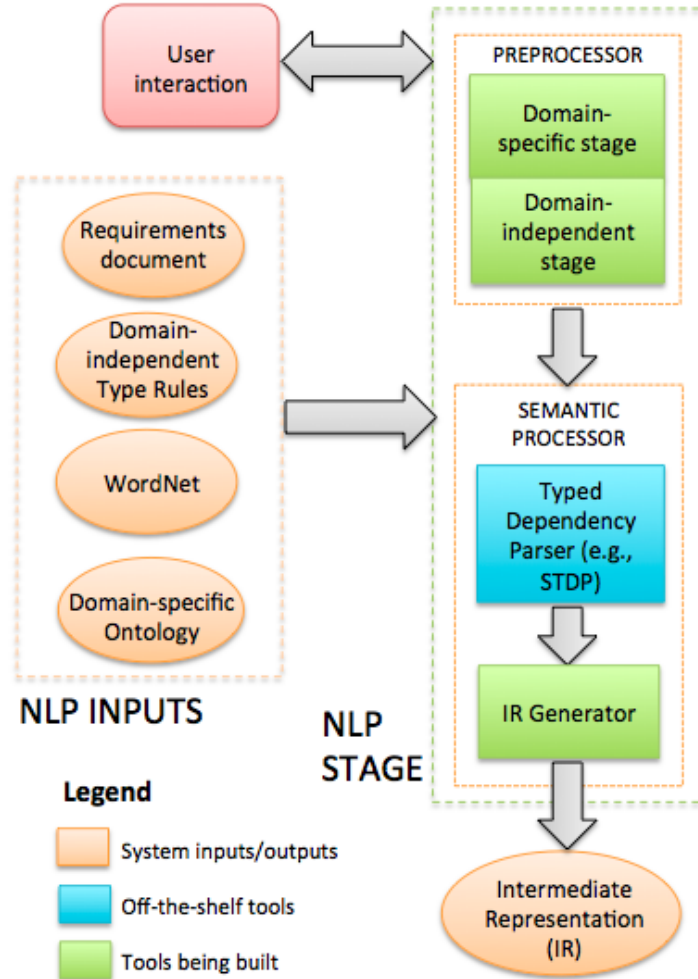 User
interaction
PREPROCESSOR
Domain-
specific stage
Domain-
independent
stage
Requirements
document
Domain-
independent
Type Rules
WordNet
Domain-specific
Ontology
NLP INPUTS
SEMANTIC
PROCESSOR
Typed
Dependency
Parser (e.g.,
STDP)
IR Generator
NLP
STAGE
Intermediate
Representation
(IR)
Legend
System inputs/outputs
Off-the-shelf tools
Tools being built